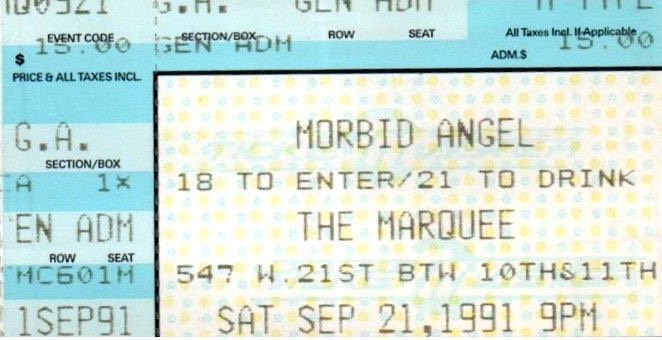 EVENT CODE
SECTION/BOX ROW SEAT
All Taxes Incl. If Applicable
15.00 GEN ADM 15.00
$ ADM.$
PRICE & ALL TAXES INCL.
G.A.
SECTION/BOX
A 1X
EN ADM
ROW SEAT
MC601M
1SEP91
MORBID ANGEL
18 TO ENTER/21 TO DRINK
THE MARQUEE
547 W.21ST BTW 10TH&11TH
SAT SEP 21,1991 9PM